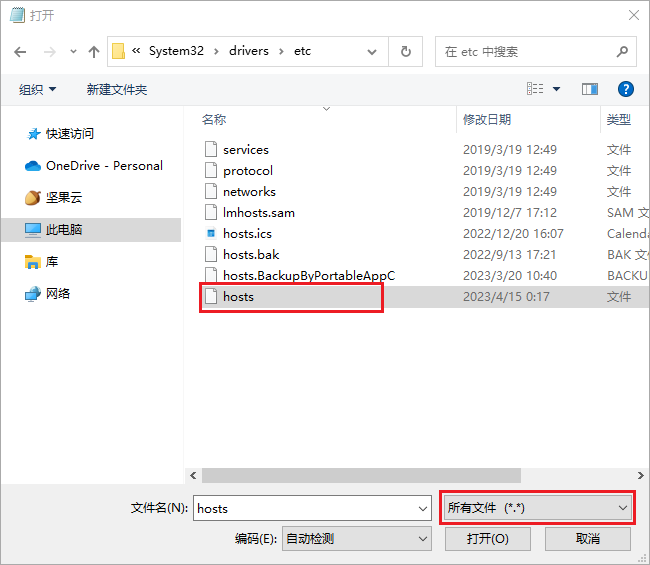 打开
« System32 › drivers › etc
在 etc 中搜索
组织 新建文件夹
名称 修改日期 类型
快速访问
OneDrive - Personal
坚果云
此电脑
库
网络
services 2019/3/19 12:49 文件
protocol 2019/3/19 12:49 文件
networks 2019/3/19 12:49 文件
lmhosts.sam 2019/12/7 17:12 SAM 文
hosts.ics 2022/12/20 16:07 Calenda
hosts.bak 2022/9/13 17:21 BAK 文
hosts.BackupByPortableAppC 2023/3/20 10:40 BACKU
hosts 2023/4/15 0:17 文件
文件名(N): hosts 所有文件 (*.*)
编码(E): 自动检测 打开(O) 取消